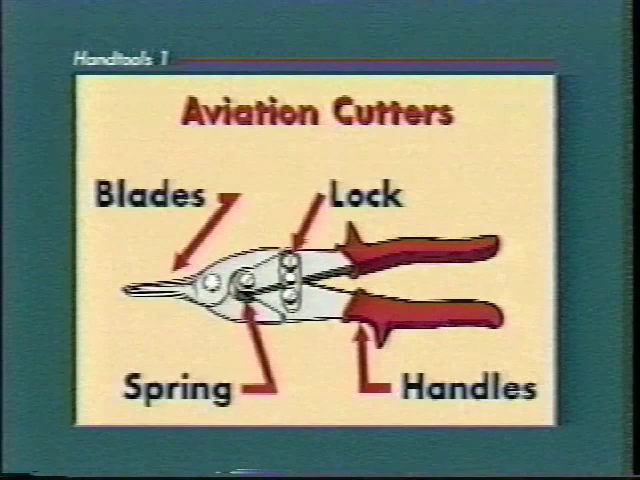 Handtools 1
Aviation Cutters
Blades
Lock
Spring
Handles